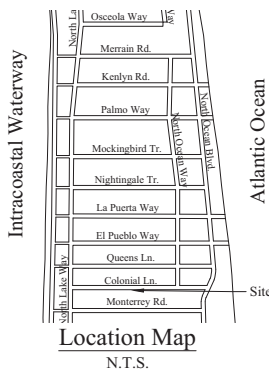 North La
Osceola Way
Way
Merrain Rd.
Kenlyn Rd.
Palmo Way
North Ocean Blvd.
North Ocean Way
Mockingbird Tr.
Nightingale Tr.
La Puerta Way
El Pueblo Way
Queens Ln.
Colonial Ln.
Monterrey Rd.
North Lake Way
North
Intracoastal Waterway
Atlantic Ocean
Site
Location Map
N.T.S.